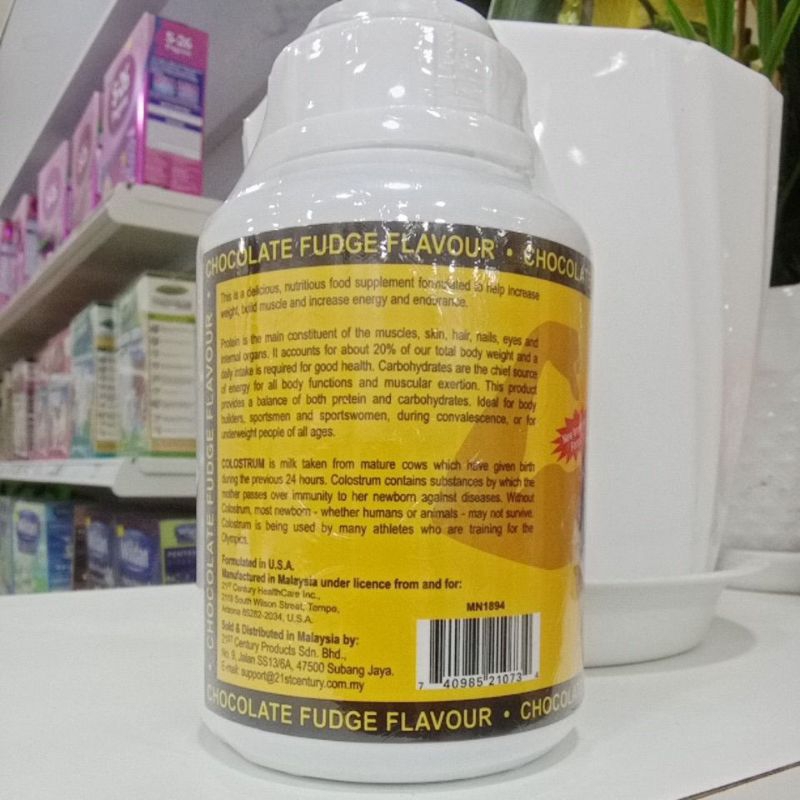 S-26
CHOCOLATE FUDGE FLAVOUR • CHOCOLA
CHOCOLATE FUDGE FLAVOUR
This is a delicious, nutritious food supplement formulated to help increase
weight, build muscle and increase energy and endurance.
Protein is the main constituent of the muscles, skin, hair, nails, eyes and
internal organs. It accounts for about 20% of our total body weight and a
daily intake is required for good health. Carbohydrates are the chief source
of energy for all body functions and muscular exertion. This product
provides a balance of both protein and carbohydrates. Ideal for body
builders, sportsmen and sportswomen, during convalescence, or for
underweight people of all ages.
COLOSTRUM is milk taken from mature cows which have given birth
during the previous 24 hours. Colostrum contains substances by which the
mother passes over immunity to her newborn against diseases. Without
Colostrum, most newborn - whether humans or animals - may not survive.
Colostrum is being used by many athletes who are training for the
Olympics.
Formulated in U.S.A.
Manufactured in Malaysia under licence from and for:
21ST Century HealthCare Inc.,
2119 South Wilson Street, Tempe,
Arizona 85282-2034, U.S.A.
Sold & Distributed in Malaysia by:
21ST Century Products Sdn. Bhd.,
No. 9, Jalan SS13/6A, 47500 Subang Jaya.
E-mail: support@21stcentury.com.my
MN1894
7 40985 21073 4
CHOCOLATE FUDGE FLAVOUR • CHOCO